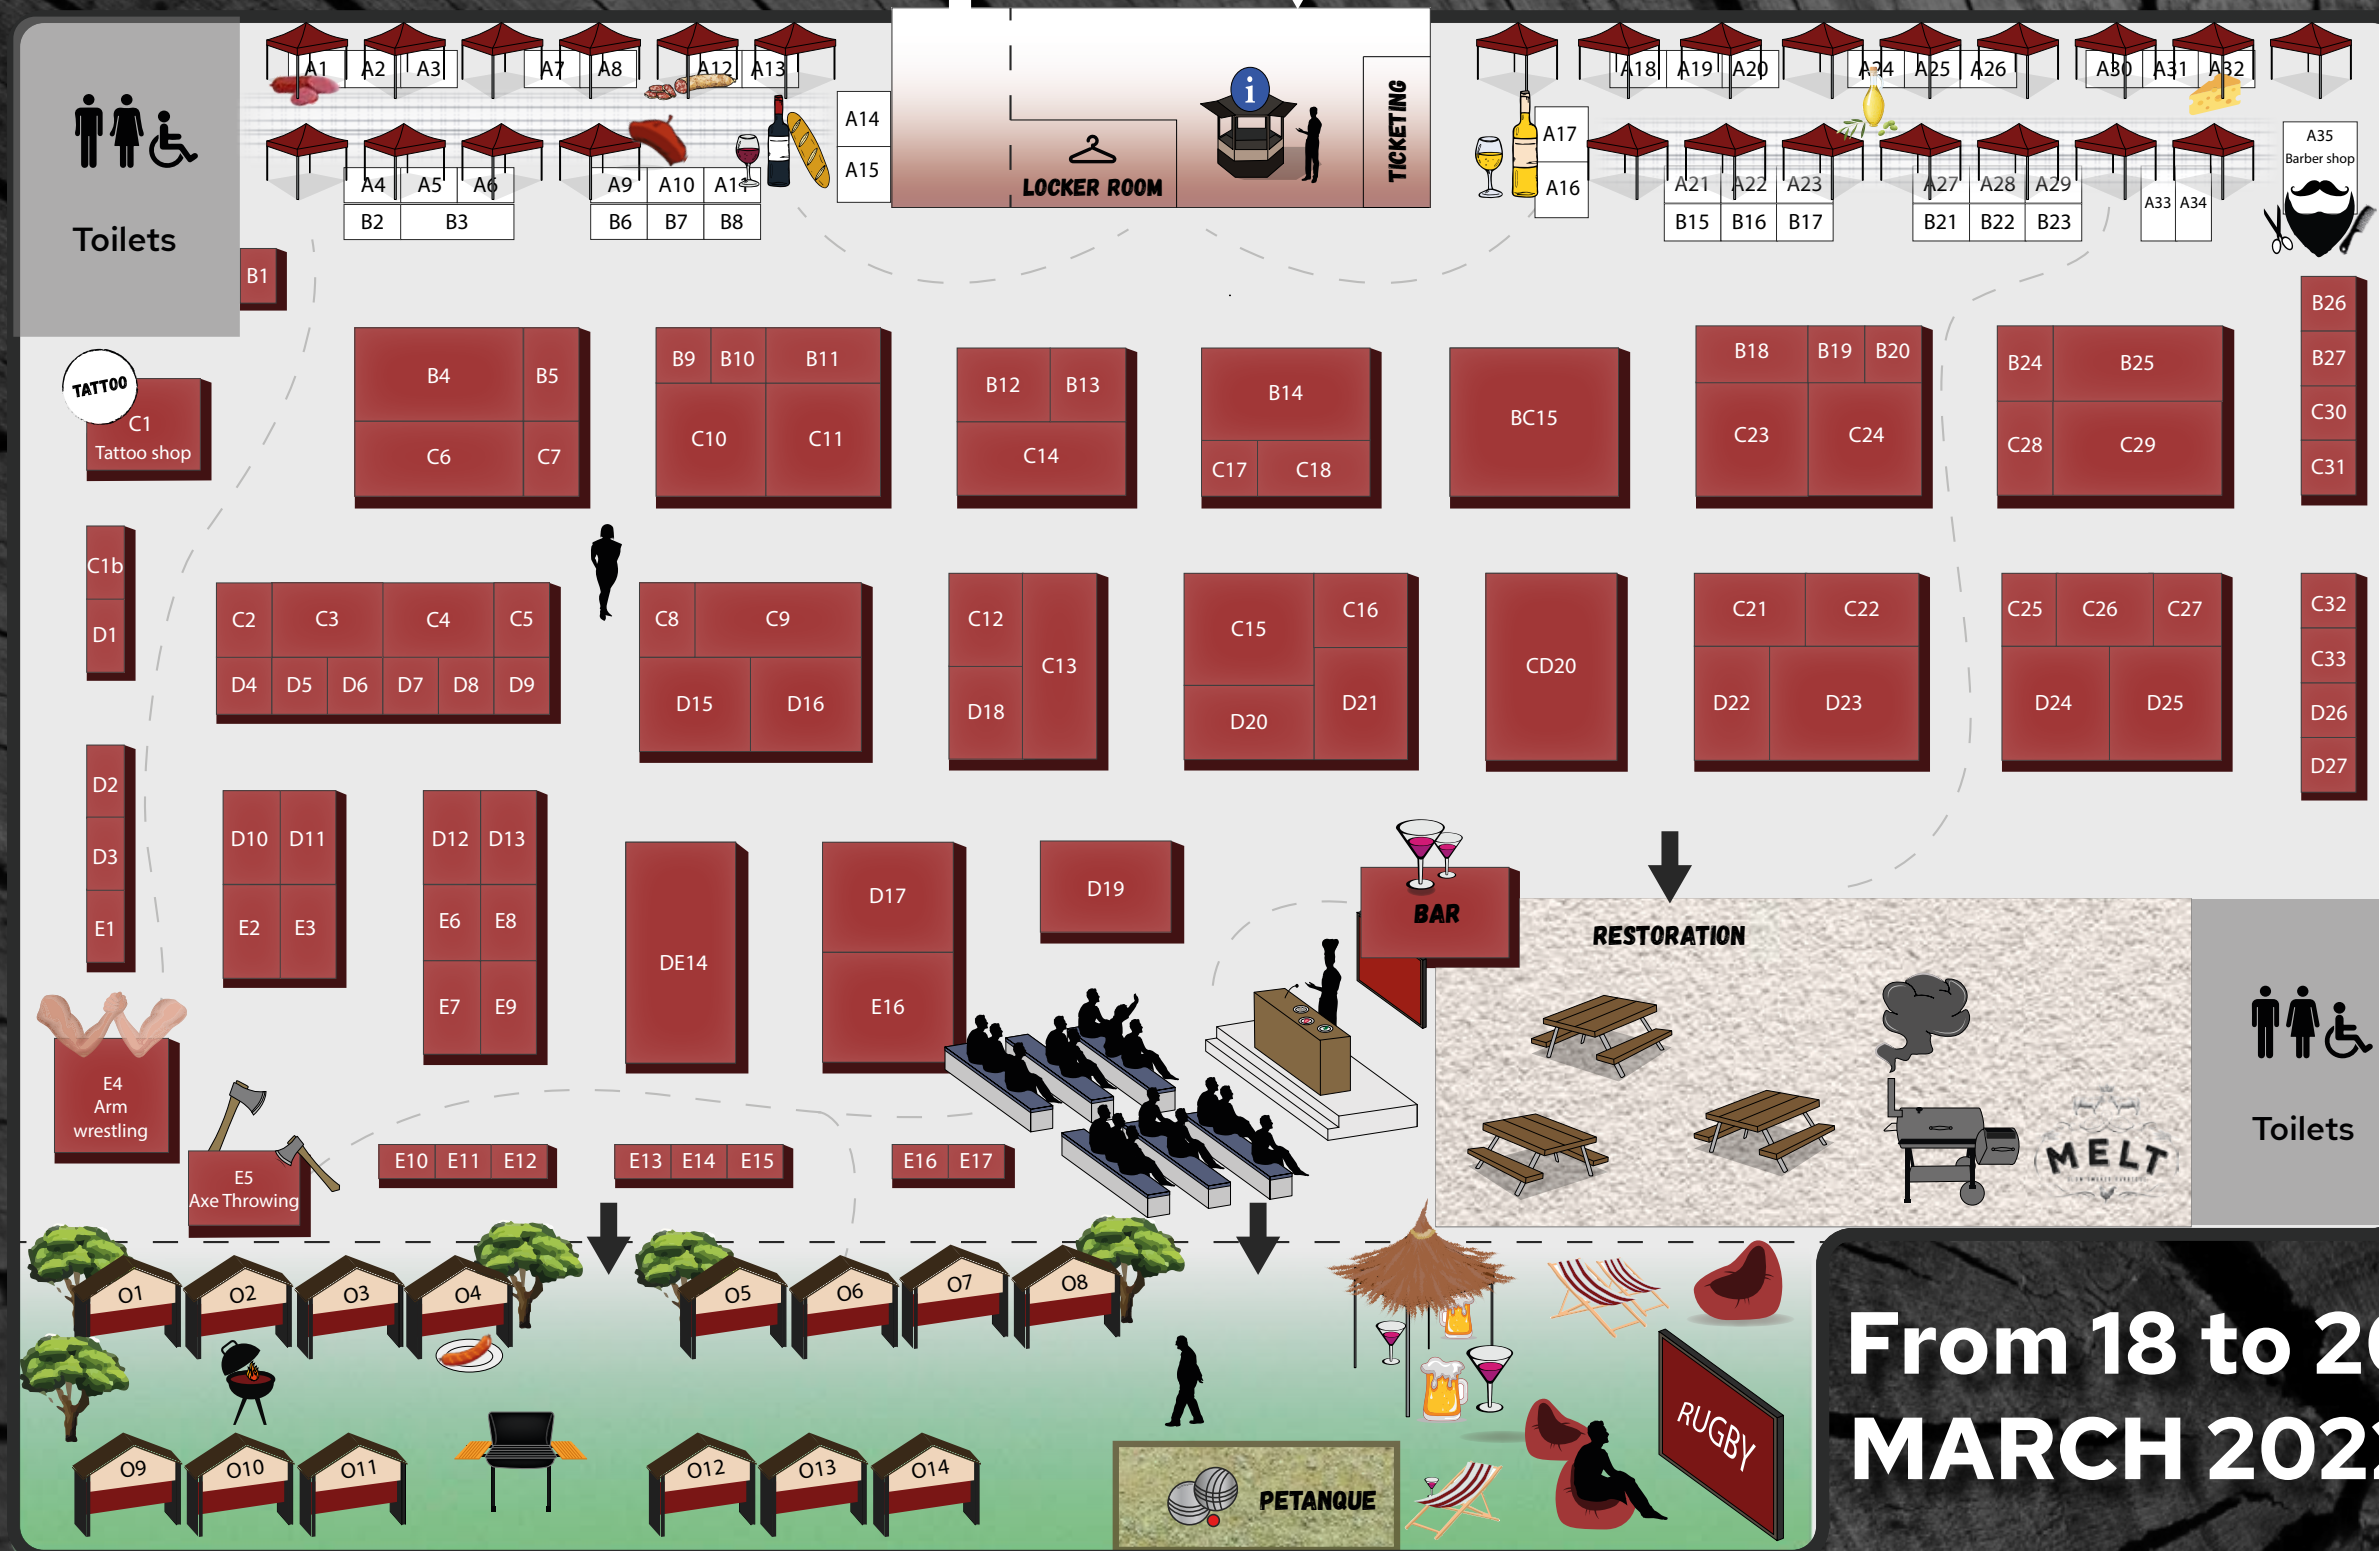 A1 A2 A3 A7 A8 A12 A13
A18 A19 A20 A24 A25 A26 A30 A31 A32
A14
A15
LOCKER ROOM
i
TICKETING
A17
A16
A35
Barber shop
A4 A5 A6 A9 A10 A11
A21 A22 A23 A27 A28 A29
A33 A34
B2 B3 B6 B7 B8
B15 B16 B17 B21 B22 B23
Toilets
B1
B26
B27
C30
C31
TATTOO
C1
Tattoo shop
B4 B5
C6 C7
B9 B10 B11
C10 C11
B12 B13
C14
B14
C17 C18
BC15
B18 B19 B20
C23 C24
B24 B25
C28 C29
C1b
D1
C2 C3 C4 C5
D4 D5 D6 D7 D8 D9
C8 C9
D15 D16
C12
C13
D18
C15 C16
D20 D21
CD20
C21 C22
D22 D23
C25 C26 C27
D24 D25
C32
C33
D26
D27
D2
D3
E1
D10 D11
E2 E3
D12 D13
E6 E8
E7 E9
DE14
D17
E16
D19
BAR
RESTORATION
MELT
Toilets
E4
Arm
wrestling
E5
Axe Throwing
E10 E11 E12
E13 E14 E15
E16 E17
O1 O2 O3 O4
O5 O6 O7 O8
O9 O10 O11
O12 O13 O14
PETANQUE
RUGBY
From 18 to 20
MARCH 2022